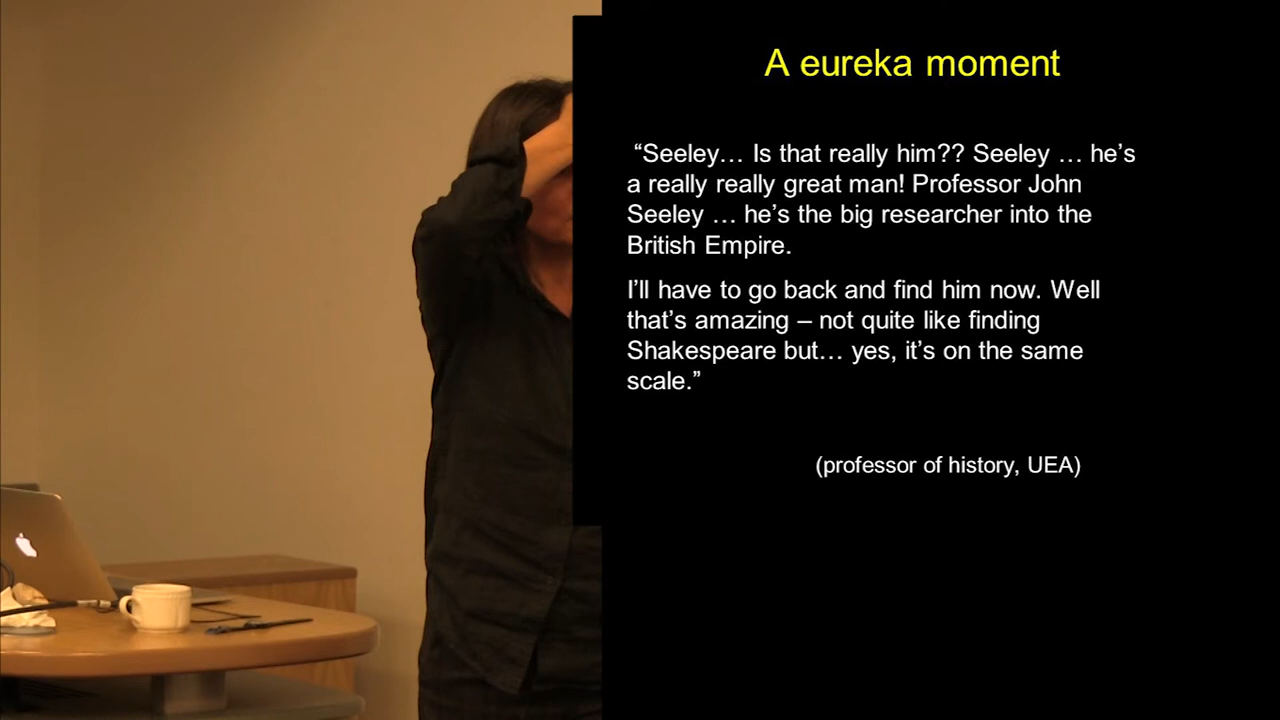 A eureka moment
“Seeley… Is that really him?? Seeley … he’s
a really really great man! Professor John
Seeley … he’s the big researcher into the
British Empire.
I’ll have to go back and find him now. Well
that’s amazing – not quite like finding
Shakespeare but… yes, it’s on the same
scale.”
(professor of history, UEA)